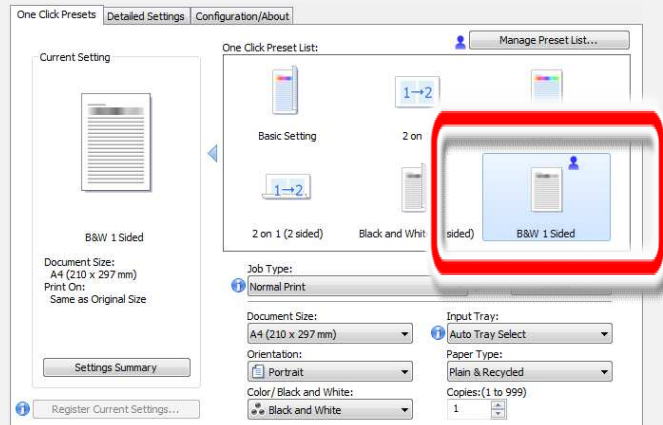 One Click Presets Detailed Settings Configuration/About
Current Setting
One Click Preset List:
Manage Preset List...
1→2
Basic Setting
2 on
1→2
B&W 1 Sided
2 on 1 (2 sided)
Black and Whit
sided)
B&W 1 Sided
Document Size:
A4 (210 x 297 mm)
Print On:
Same as Original Size
Settings Summary
Register Current Settings...
Job Type:
Normal Print
Document Size:
A4 (210 x 297 mm)
Input Tray:
Auto Tray Select
Orientation:
Portrait
Paper Type:
Plain & Recycled
Color/ Black and White:
Black and White
Copies:(1 to 999)
1